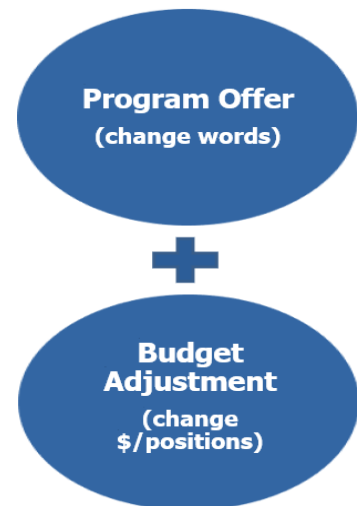 Program Offer
(change words)
Budget
Adjustment
(change
$/positions)